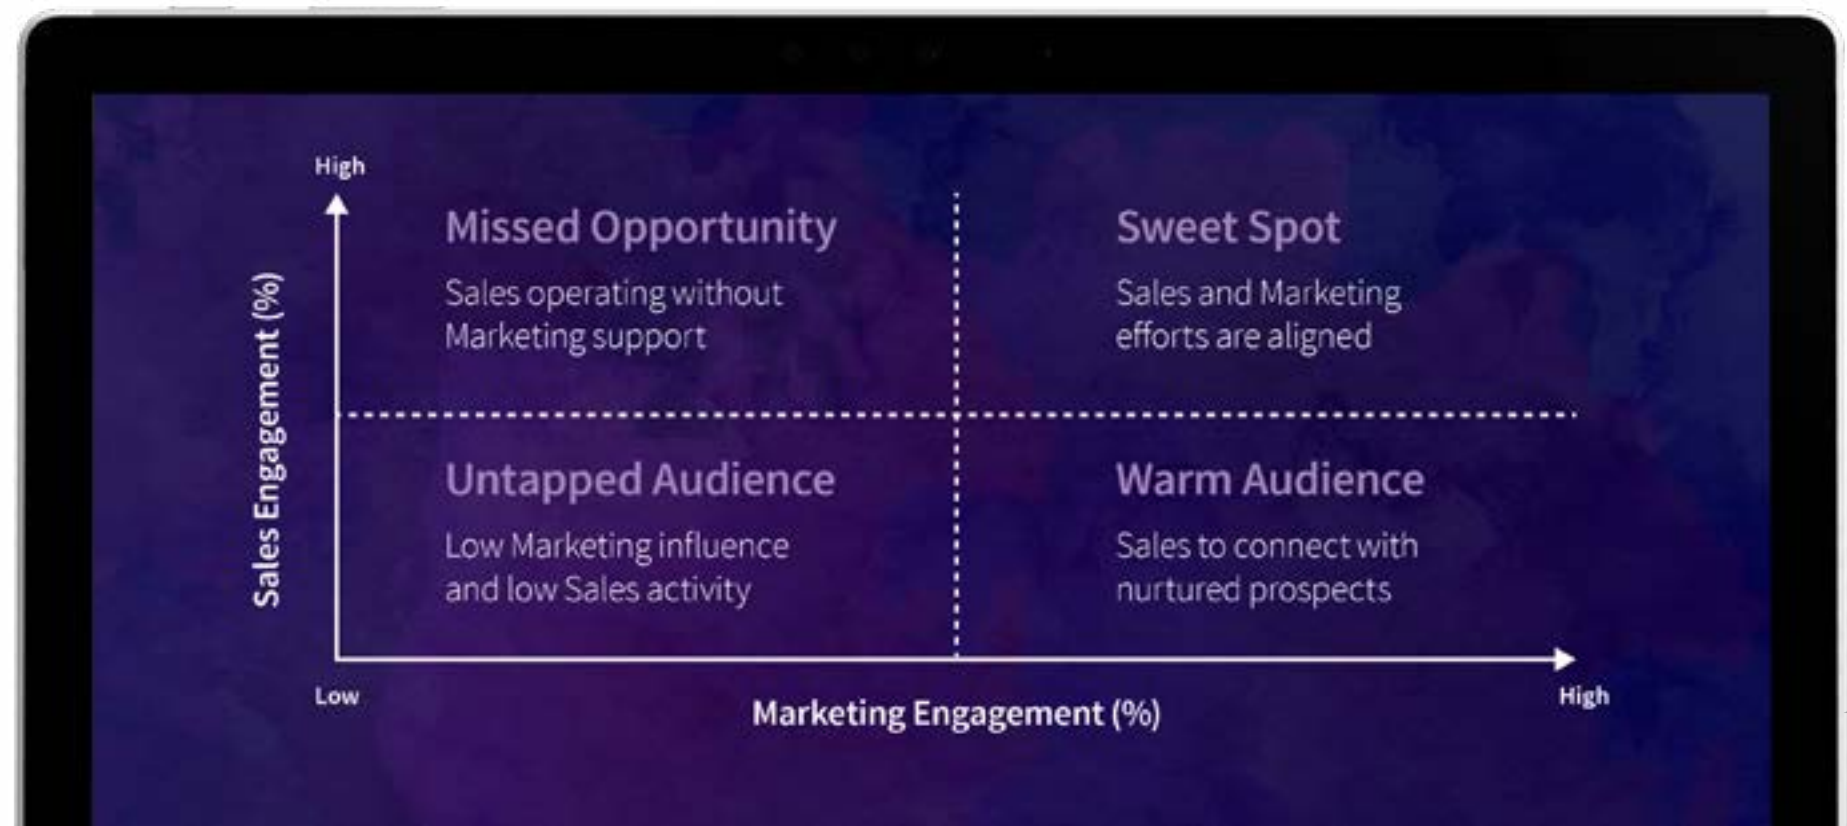 High
Missed Opportunity
Sales operating without
Marketing support
Sweet Spot
Sales and Marketing
efforts are aligned
Sales Engagement (%)
Untapped Audience
Low Marketing influence
and low Sales activity
Warm Audience
Sales to connect with
nurtured prospects
Low
Marketing Engagement (%)
High